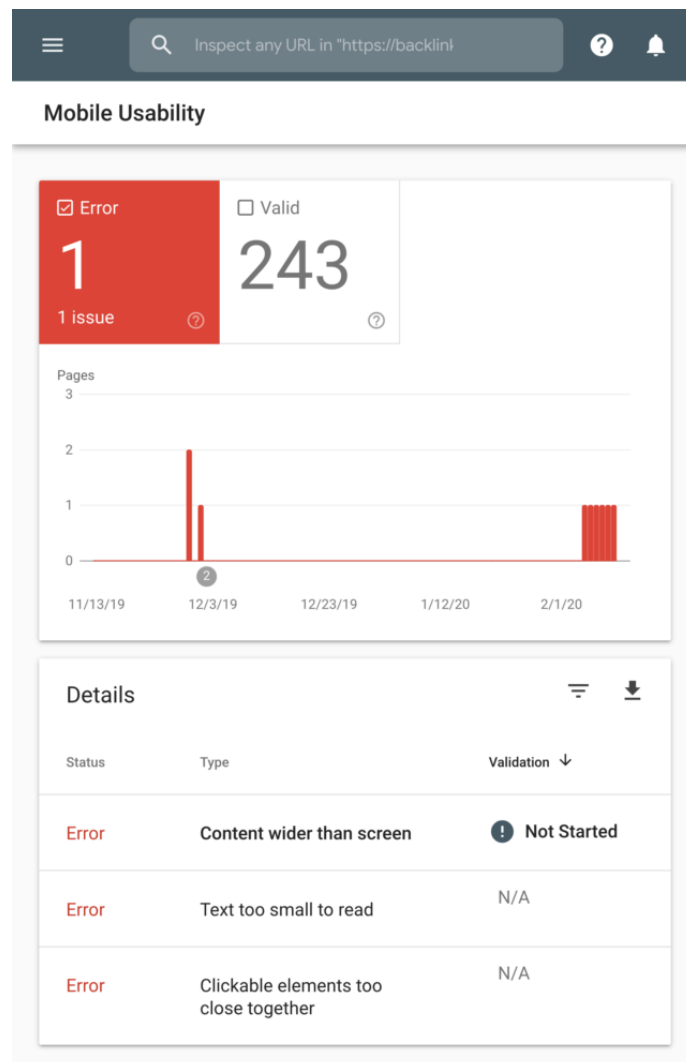 Inspect any URL in "https://backlink
Mobile Usability
Error
Valid
1
243
1 issue
Pages
3
2
1
0
2
11/13/19 12/3/19 12/23/19 1/12/20 2/1/20
Details
Status Type Validation
Error Content wider than screen Not Started
Error Text too small to read N/A
Error Clickable elements too N/A
close together